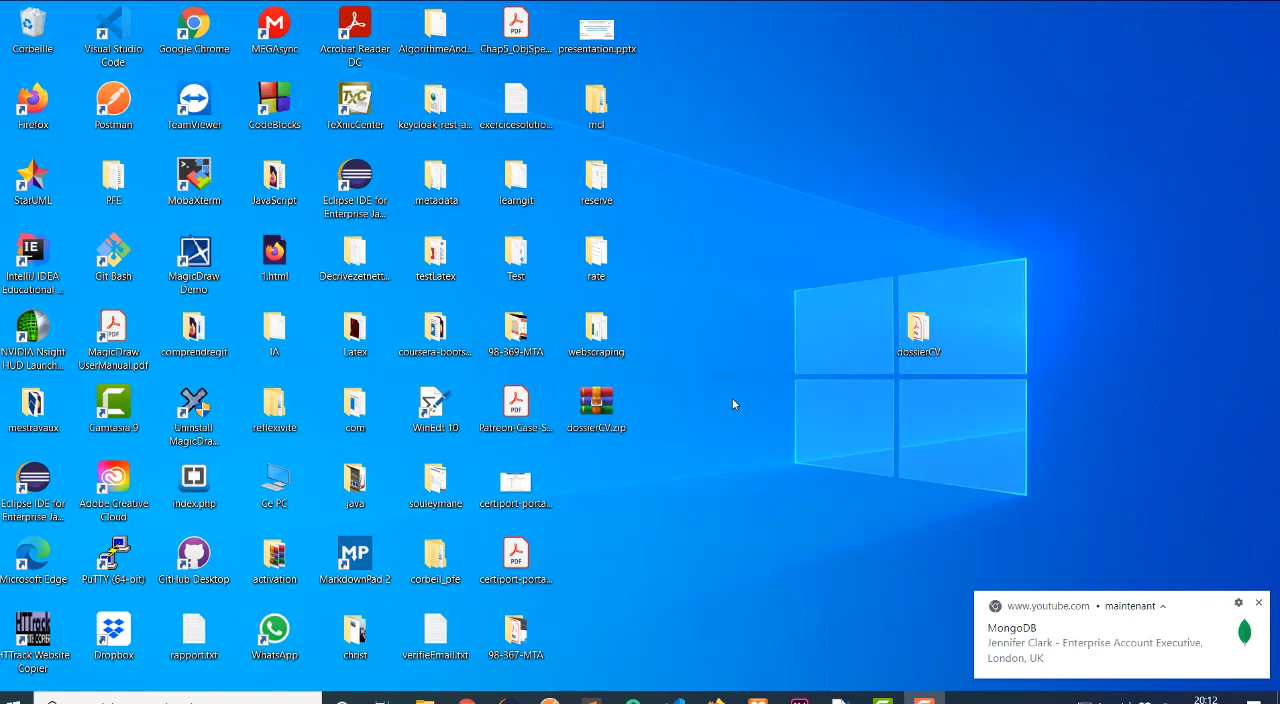 Corbeille
Visual Studio
Code
Google Chrome
MEGAsync
Acrobat Reader
DC
AlgorithmeAnd...
Chap5_ObjSpe...
presentation.pptx
Firefox
Postman
TeamViewer
CodeBlocks
TeXnicCenter
keycloak-rest-a...
exercicesolutio...
mcl
StarUML
PFE
MobaXterm
JavaScript
Eclipse IDE for
Enterprise Ja...
.metadata
learngit
reserve
IntelliJ IDEA
Educational ...
Git Bash
MagicDraw
Demo
1.html
Decrivezetnett...
testLatex
Test
rate
NVIDIA Nsight
HUD Launch...
MagicDraw
UserManual.pdf
comprendregit
IA
Latex
coursera-boots...
98-369-MTA
webscraping
dossierCV
mestravaux
Camtasia 9
Uninstall
MagicDra...
reflexivite
com
WinEdt 10
Patreon-Case-S...
dossierCV.zip
Eclipse IDE for
Enterprise Ja...
Adobe Creative
Cloud
index.php
Ce PC
java
souleymane
certiport-porta...
Microsoft Edge
PuTTY (64-bit)
GitHub Desktop
activation
MarkdownPad 2
corbeil_pfe
certiport-porta...
HTTrack Website
Copier
Dropbox
rapport.txt
WhatsApp
christ
verifieEmail.txt
98-367-MTA
www.youtube.com • maintenant
MongoDB
Jennifer Clark - Enterprise Account Executive,
London, UK
20:12